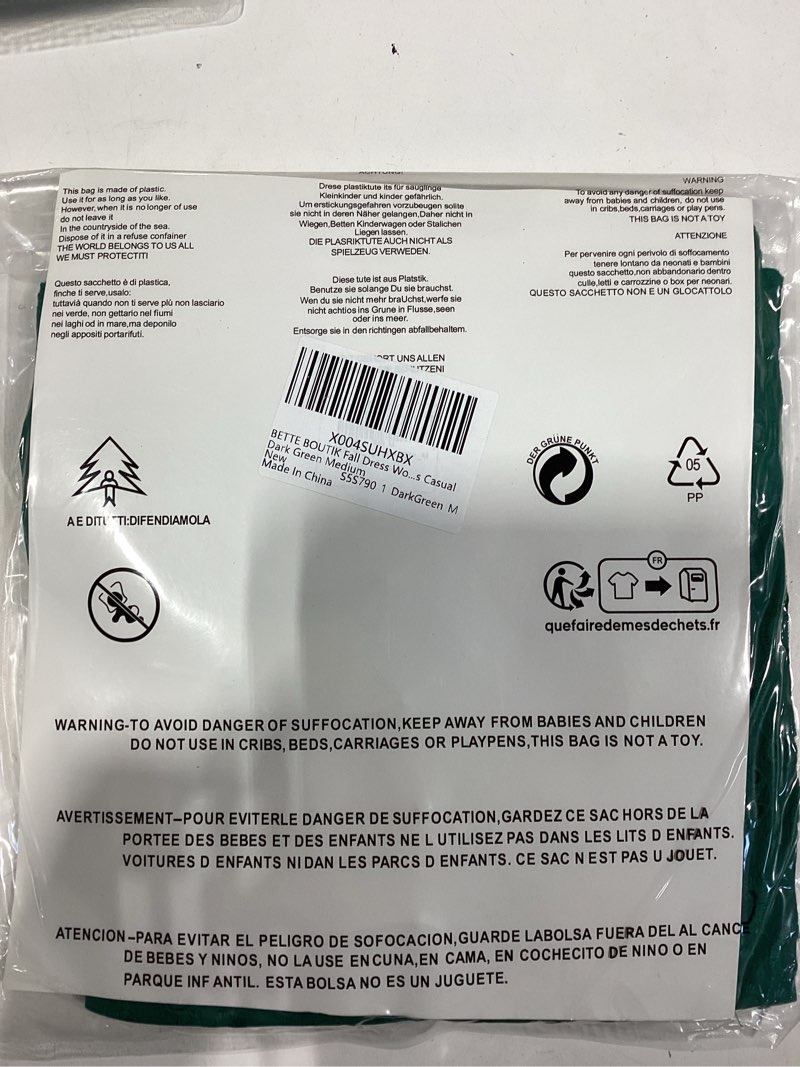 This bag is made of plastic.
Use it for as long as you like.
However, when it is no longer of use
do not leave it
In the countryside of the sea.
Dispose of it in a refuse container
THE WORLD BELONGS TO US ALL
WE MUST PROTECTITI
Questo sacchetto è di plastica,
finche ti serve,usalo:
tuttavià quando non ti serve plù non lasciario
nei verde, non gettario nel fiumi
nei laghi od in mare,ma deponilo
negli appositi portarifuti.
Drese plastiktute its für sauglinge
Kleinkinder und kinder gefährlich.
Um erstickungsgefahren vorzubeugen solite
sie nicht in deren Näher gelangen,Daher nicht In
Wiegen,Betten Kinderwagen oder Stalichen
Liegen lassen.
DIE PLASRIKTUTE AUCH NICHT ALS
SPIELZEUG VERWEDEN.
Diese tute ist aus Platstik.
Benutze sie solange Du sie brauchst.
Wen du sie nicht mehr braUchst,werfe sie
nicht achtios ins Grune in Flusse,seen
oder ins meer.
Entsorge sie in den richtingen abfallbehaltem.
UNS ALLEN
WARNING
To avoid any danger of suffocation keep
away from babies and children, do not use
in cribs,beds,carriages or play pens.
THIS BAG IS NOT A TOY
ATTENZIONE
Per pervenire ogni perivolo di soffocamento
tenere lontano da neonati e bambini
questo sacchetto,non abbandonario dentro
culle,letti e carrozzine o box per neonari.
QUESTO SACCHETTO NON E UN GLOCATTOLO
X004SUHXBX
BETTE BOUTIK Fall Dress Wo...s Casual
Dark Green Medium
New
Made In China S5S790 1 DarkGreen M
DER GRÜNE PUNKT
05
PP
TI:DIFENDIAMOLA
FR
quefairedemesdechets.fr
WARNING-TO AVOID DANGER OF SUFFOCATION,KEEP AWAY FROM BABIES AND CHILDREN
DO NOT USE IN CRIBS, BEDS,CARRIAGES OR PLAYPENS,THIS BAG IS NOT A TOY.
AVERTISSEMENT–POUR EVITERLE DANGER DE SUFFOCATION,GARDEZ CE SAC HORS DE LA
PORTEE DES BEBES ET DES ENFANTS NE L UTILISEZ PAS DANS LES LITS D ENFANTS.
VOITURES D ENFANTS NI DAN LES PARCS D ENFANTS. CE SAC N EST PAS U JOUET.
ATENCION–PARA EVITAR EL PELIGRO DE SOFOCACION,GUARDE LABOLSA FUERA DEL AL CANCE
DE BEBES Y NINOS, NO LA USE EN CUNA,EN CAMA, EN COCHECITO DE NINO O EN
PARQUE INF ANTIL. ESTA BOLSA NO ES UN JUGUETE.